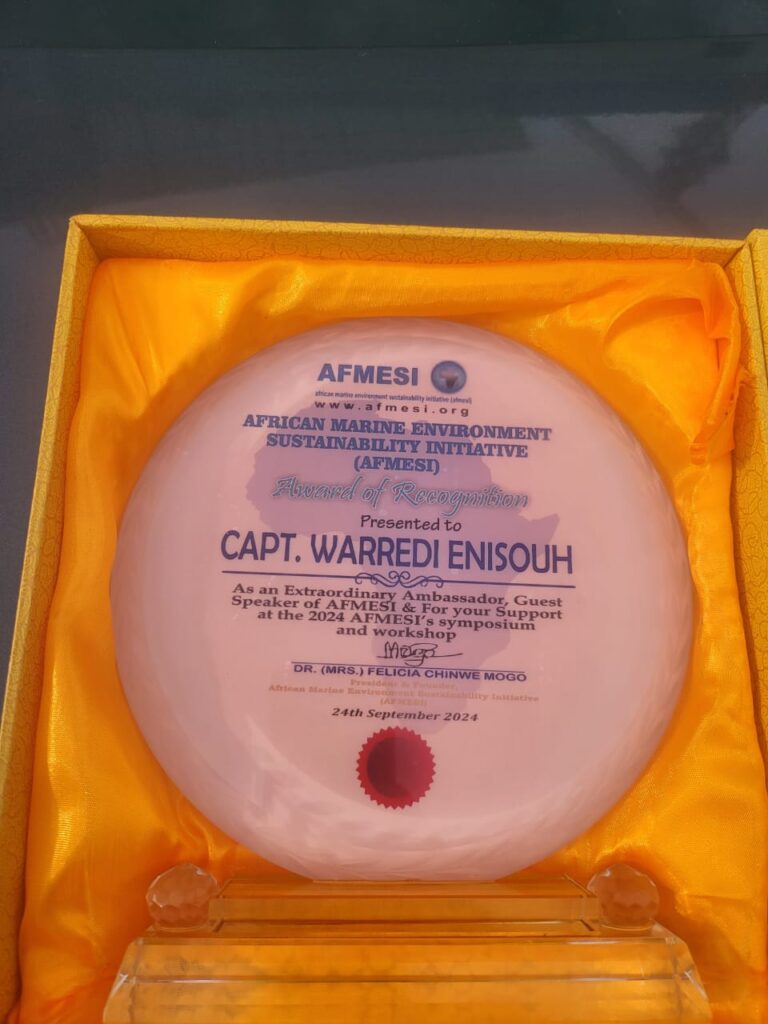 AFMESI
african marine environment sustainability initiative (afmesi)
www.afmesi.org
AFRICAN MARINE ENVIRONMENT
SUSTAINABILITY INITIATIVE
(AFMESI)
Award of Recognition
Presented to
CAPT. WARREDI ENISOUH
As an Extraordinary Ambassador, Guest
Speaker of AFMESI & For your Support
at the 2024 AFMESI's symposium
and workshop
DR. (MRS.) FELICIA CHINWE MOGO
President & Founder,
African Marine Environment Sustainability Initiative
(AFMESI)
24th September 2024